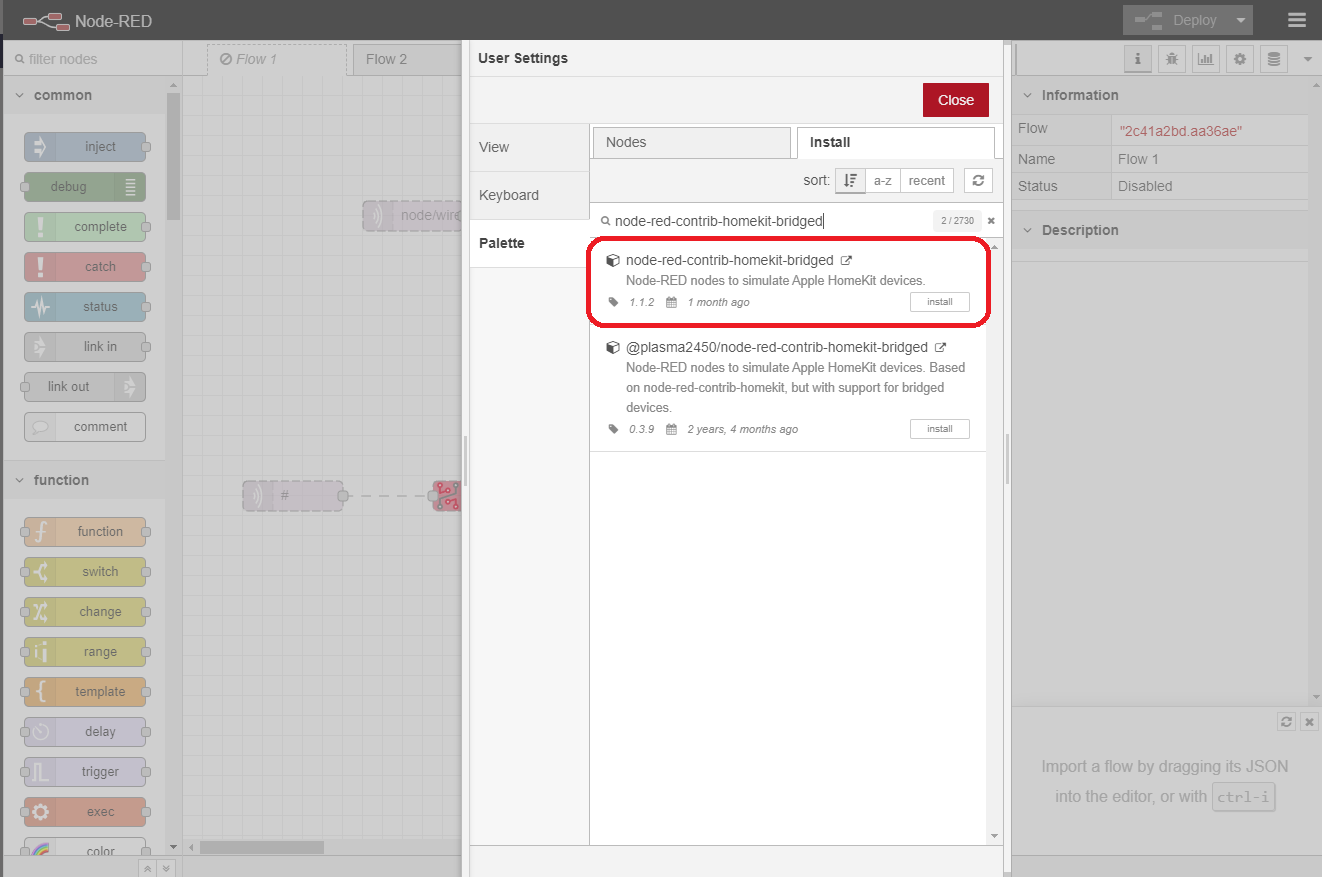 Node-RED
Deploy
filter nodes
common
inject
debug
complete
catch
status
link in
link out
comment
function
function
switch
change
range
template
delay
trigger
exec
color
Flow 1
Flow 2
node/wire
#
User Settings
Close
View
Keyboard
Palette
Nodes
Install
sort:
a-z
recent
node-red-contrib-homekit-bridged
2 / 2730
node-red-contrib-homekit-bridged
Node-RED nodes to simulate Apple HomeKit devices.
1.1.2 1 month ago
install
@plasma2450/node-red-contrib-homekit-bridged
Node-RED nodes to simulate Apple HomeKit devices. Based
on node-red-contrib-homekit, but with support for bridged
devices.
0.3.9 2 years, 4 months ago
install
Information
Flow "2c41a2bd.aa36ae"
Name Flow 1
Status Disabled
Description
Import a flow by dragging its JSON
into the editor, or with ctrl-i